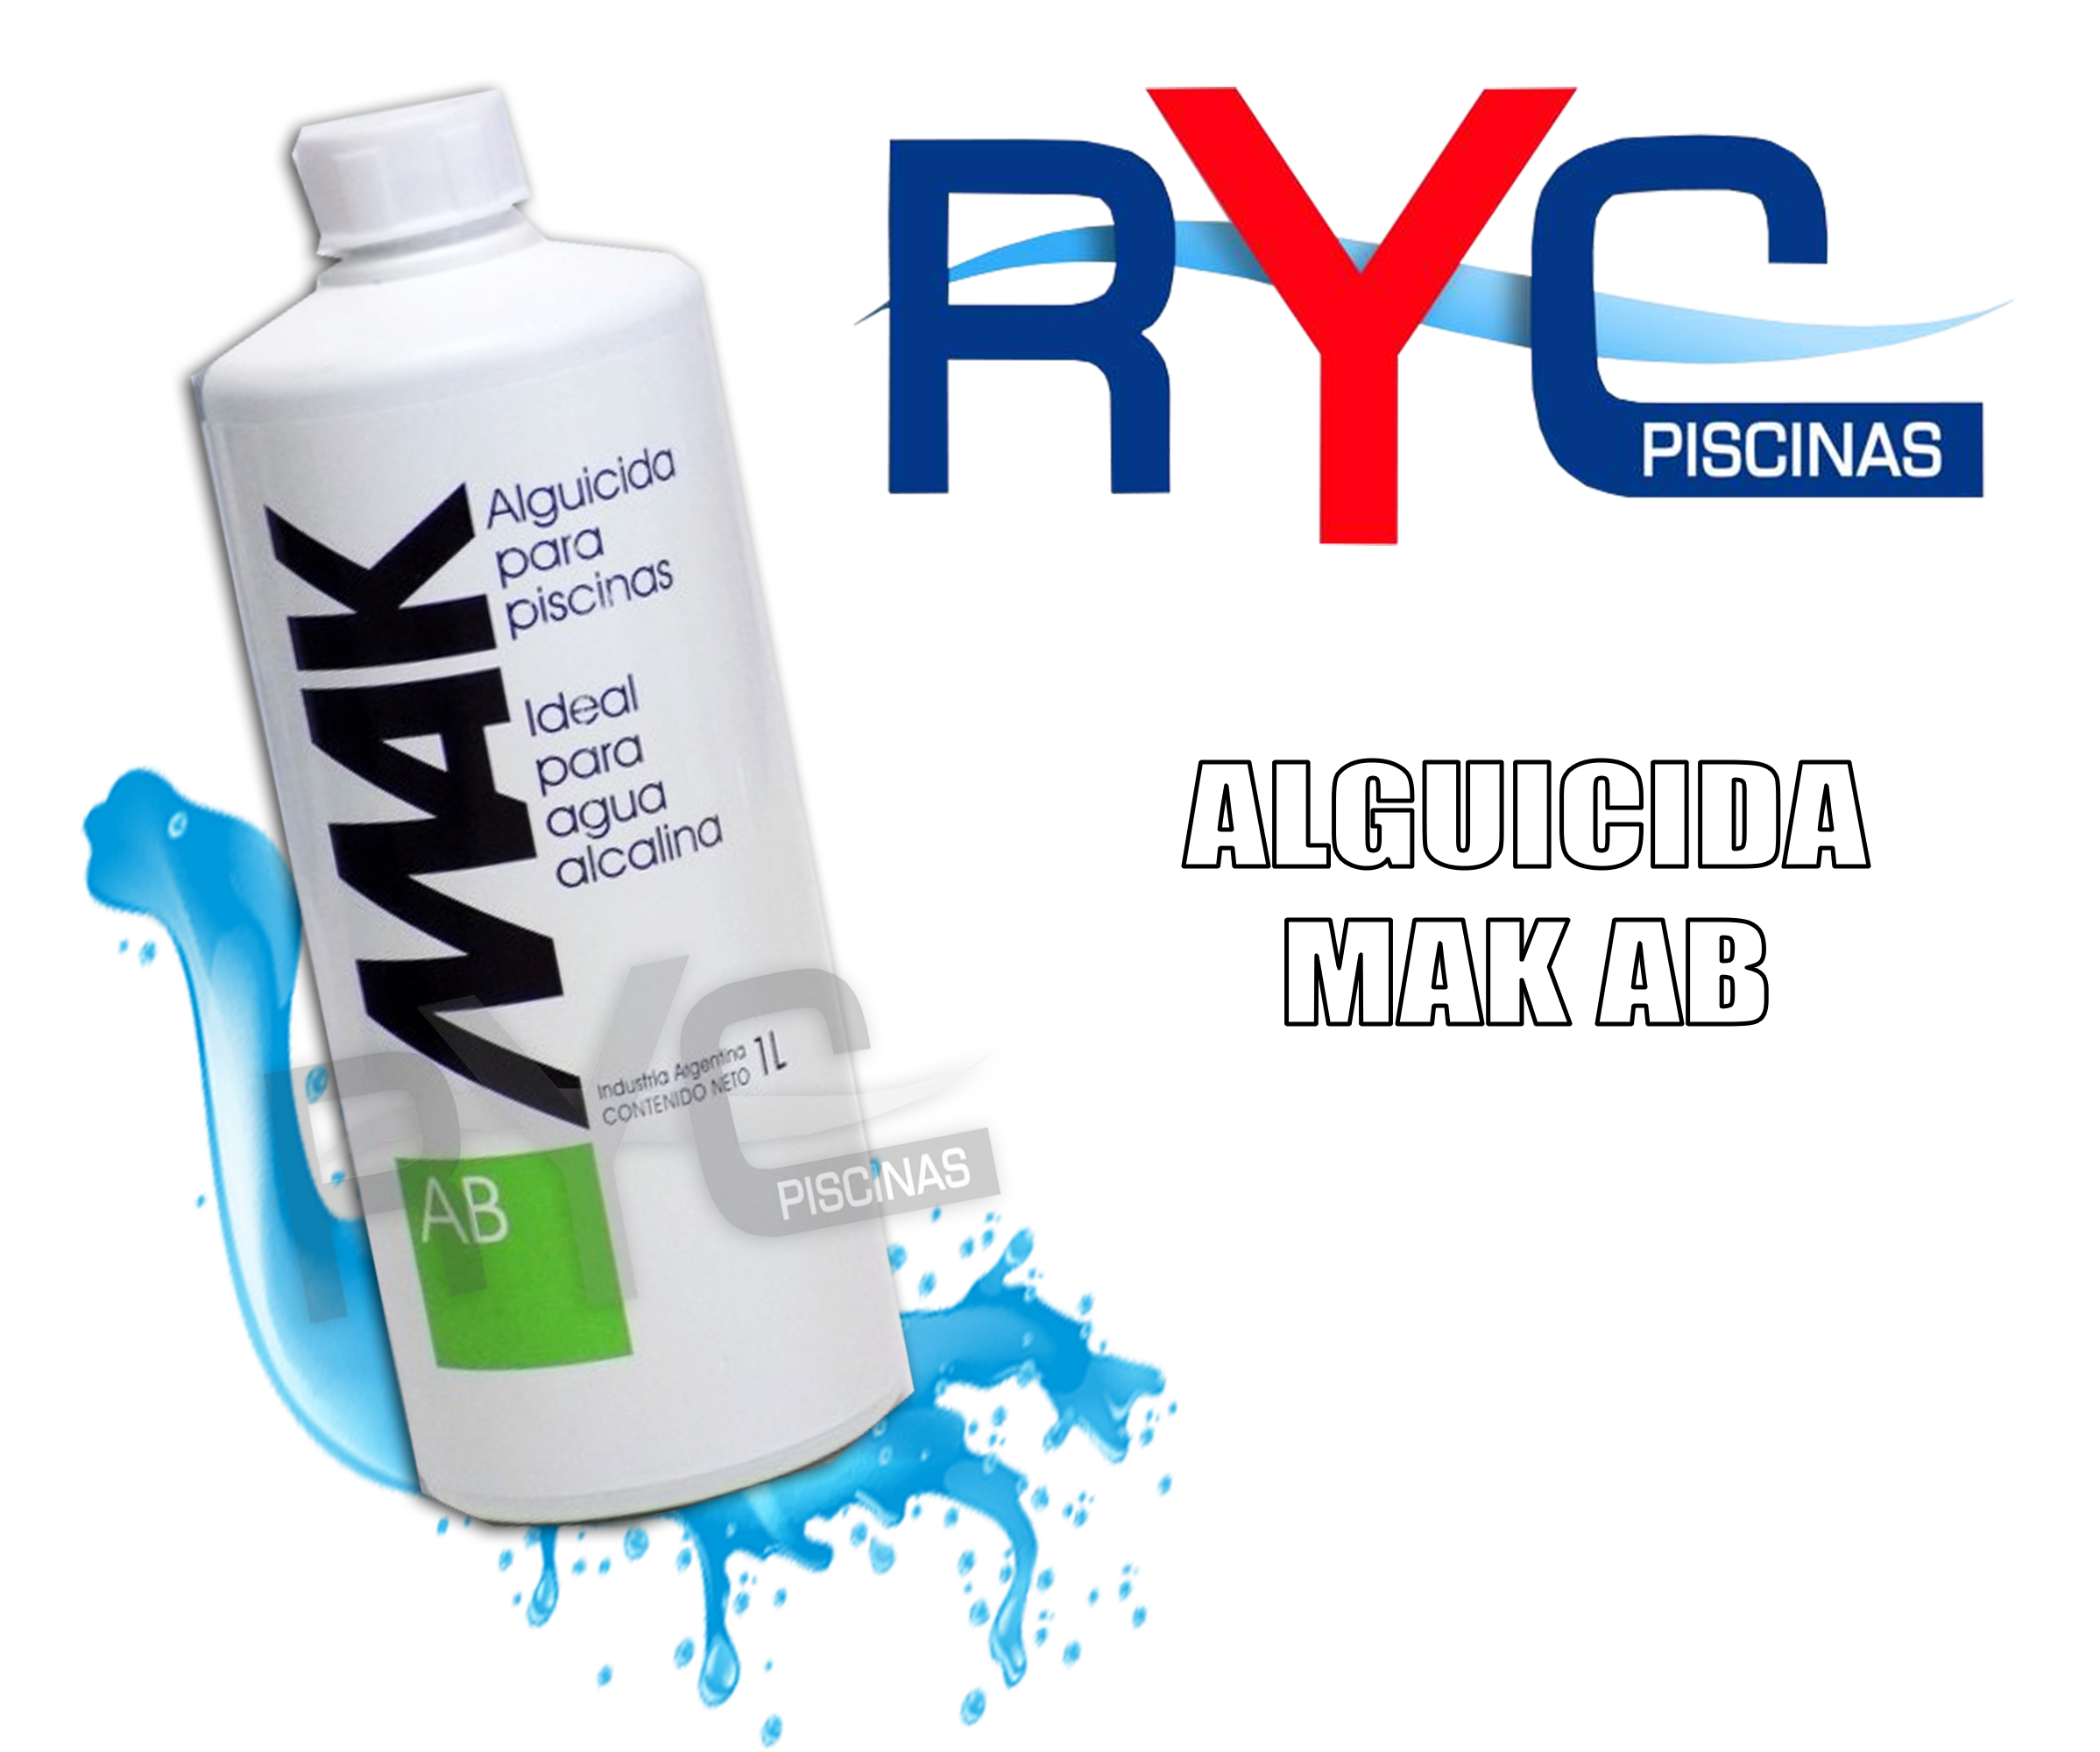 RYC
PISCINAS
MAK
Alguicida
para
piscinas
Ideal
para
agua
alcalina
Industria Argentina
CONTENIDO NETO 1L
AB
RYC
PISCINAS
ALGUICIDA
MAK AB